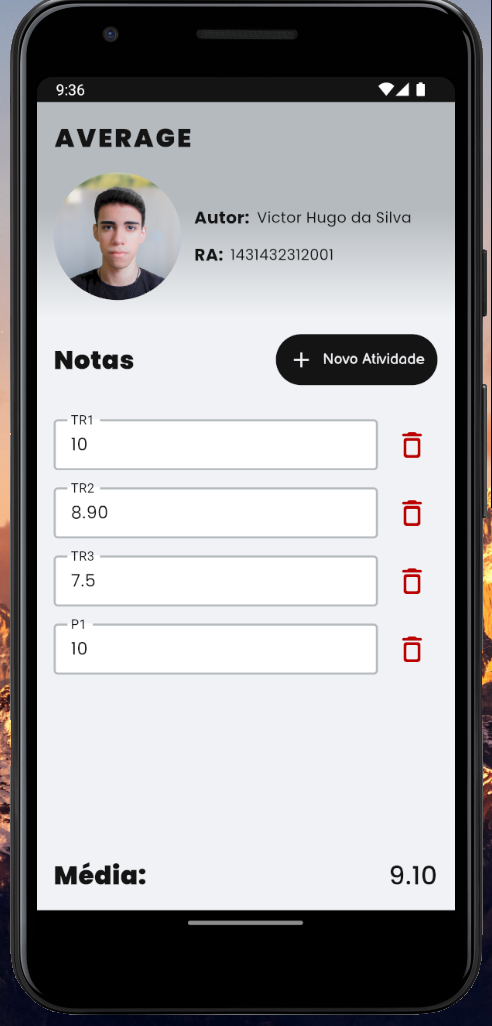 9:36
AVERAGE
Autor: Victor Hugo da Silva
RA: 1431432312001
Notas
+ Novo Atividade
TR1
10
TR2
8.90
TR3
7.5
P1
10
Média: 9.10